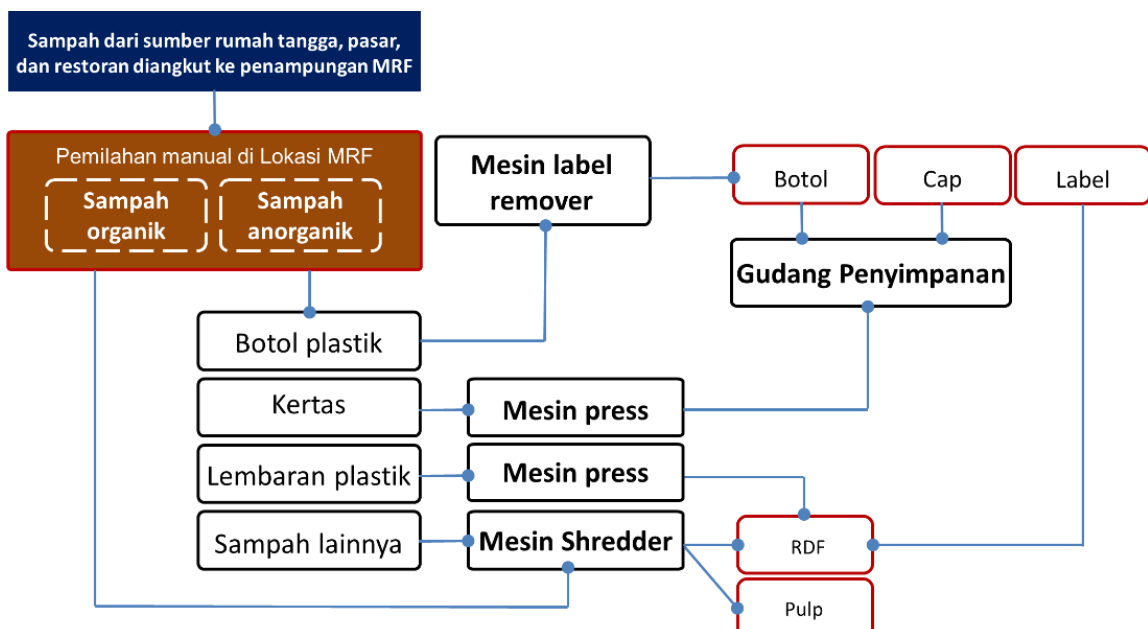 Sampah dari sumber rumah tangga, pasar,
dan restoran diangkut ke penampungan MRF
Pemilahan manual di Lokasi MRF
Sampah
organik
Sampah
anorganik
Mesin label
remover
Botol
Cap
Label
Gudang Penyimpanan
Botol plastik
Kertas
Mesin press
Lembaran plastik
Mesin press
Sampah lainnya
Mesin Shredder
RDF
Pulp